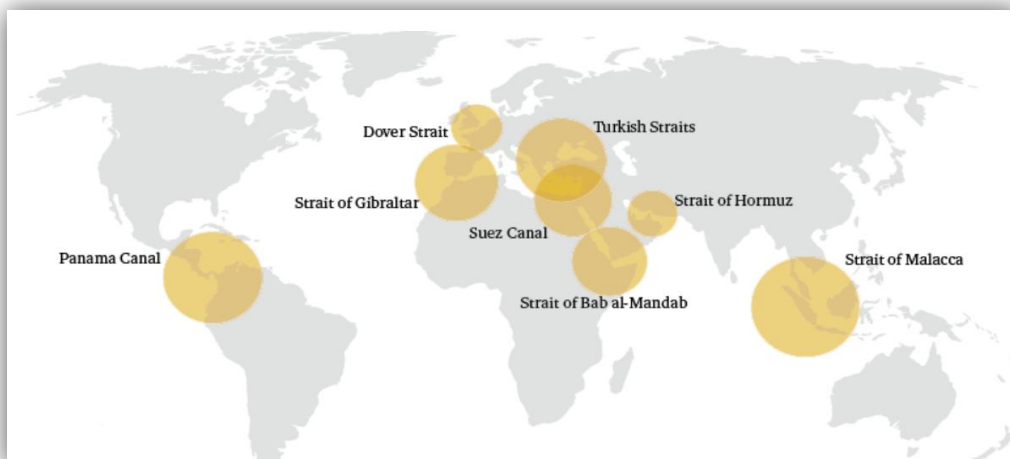 Dover Strait
Turkish Straits
Strait of Gibraltar
Strait of Hormuz
Suez Canal
Panama Canal
Strait of Malacca
Strait of Bab al-Mandab